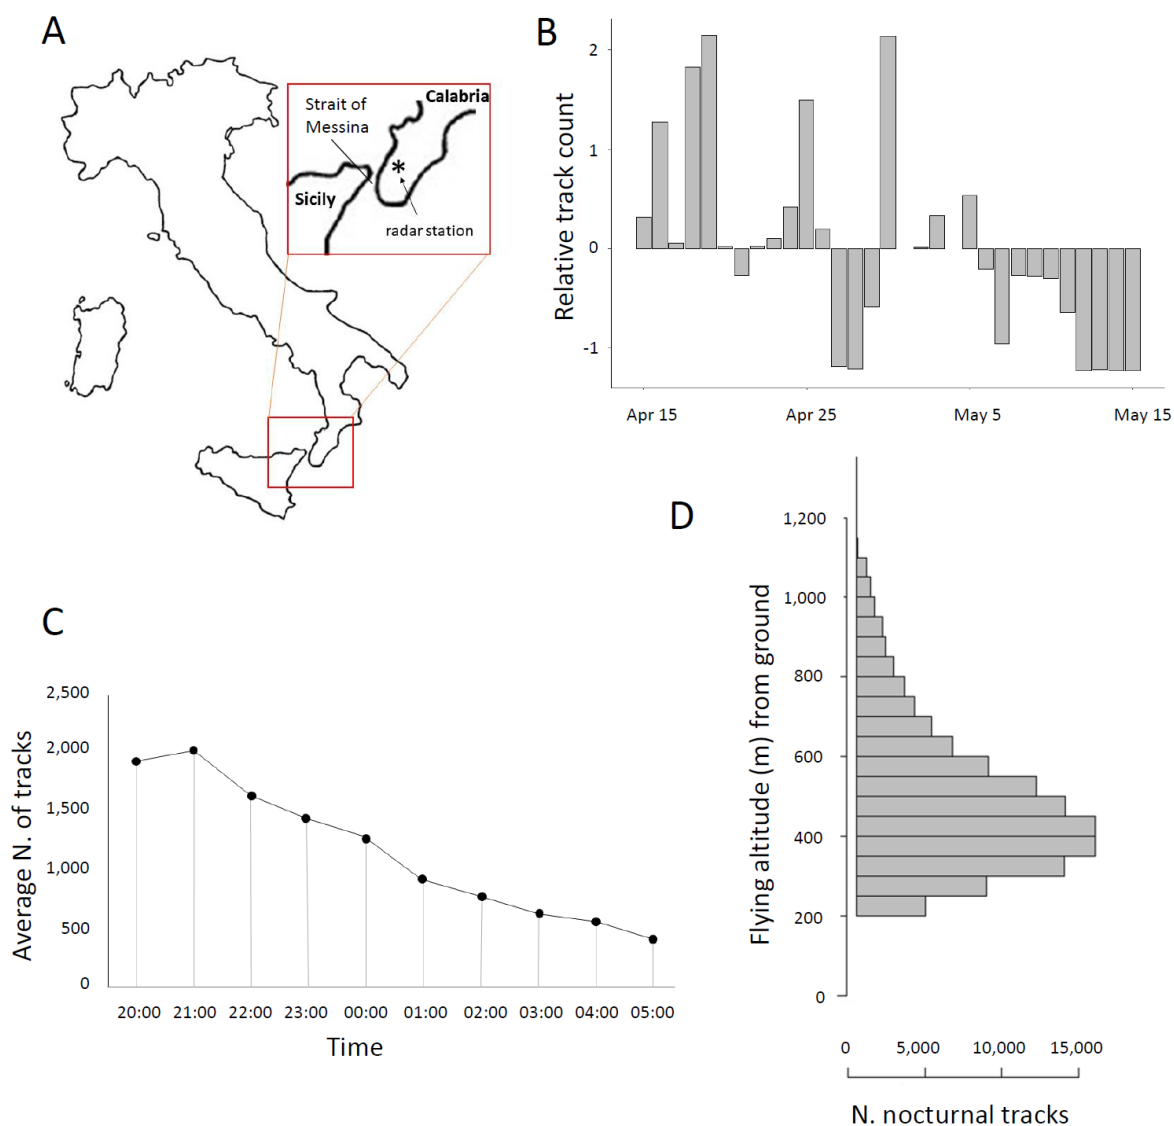 A
Strait of
Messina
Calabria
Sicily
*
radar station
B
Relative track count
2
1
0
-1
Apr 15
Apr 25
May 5
May 15
C
Average N. of tracks
2,500
2,000
1,500
1,000
500
0
20:00
21:00
22:00
23:00
00:00
01:00
02:00
03:00
04:00
05:00
Time
D
Flying altitude (m) from ground
1,200
1,000
800
600
400
200
0
0
5,000
10,000
15,000
N. nocturnal tracks